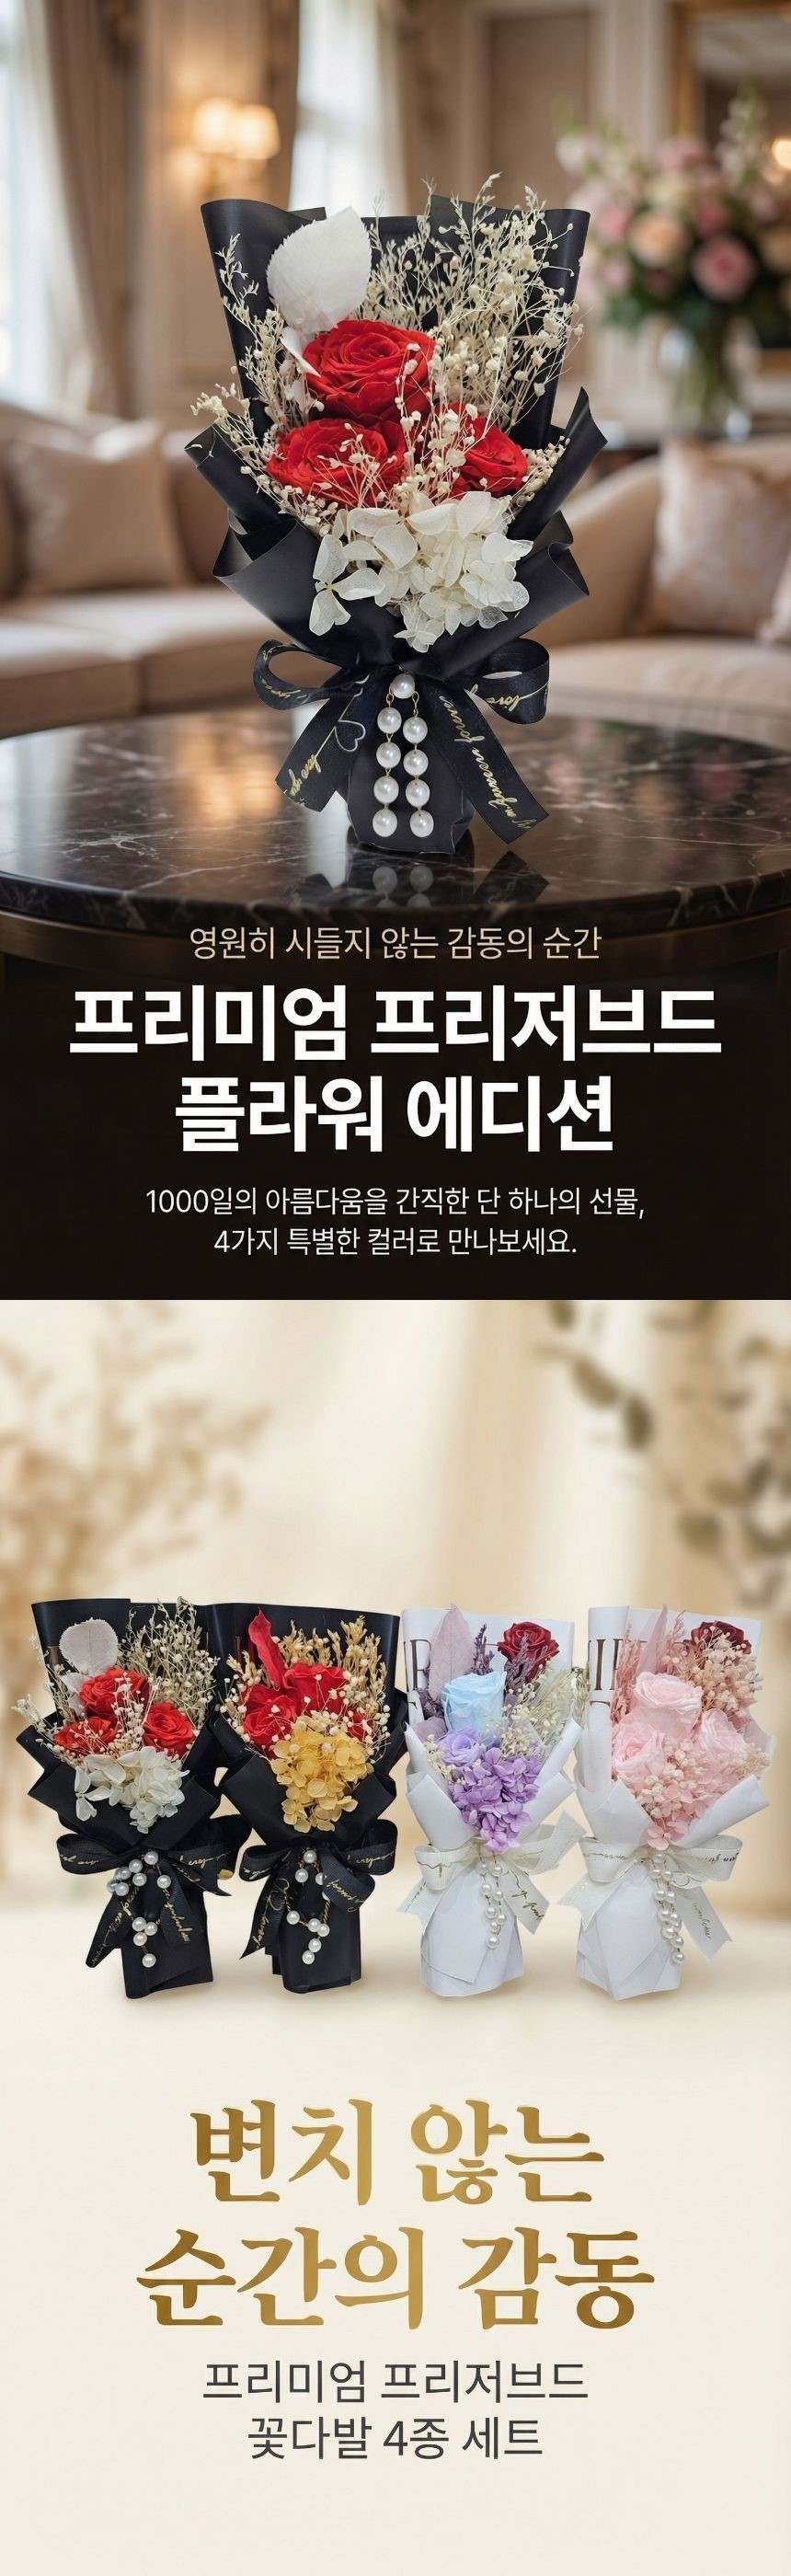 영원히 시들지 않는 감동의 순간
프리미엄 프리저브드
플라워 에디션
1000일의 아름다움을 간직한 단 하나의 선물,
4가지 특별한 컬러로 만나보세요.
변치 않는
순간의 감동
프리미엄 프리저브드
꽃다발 4종 세트